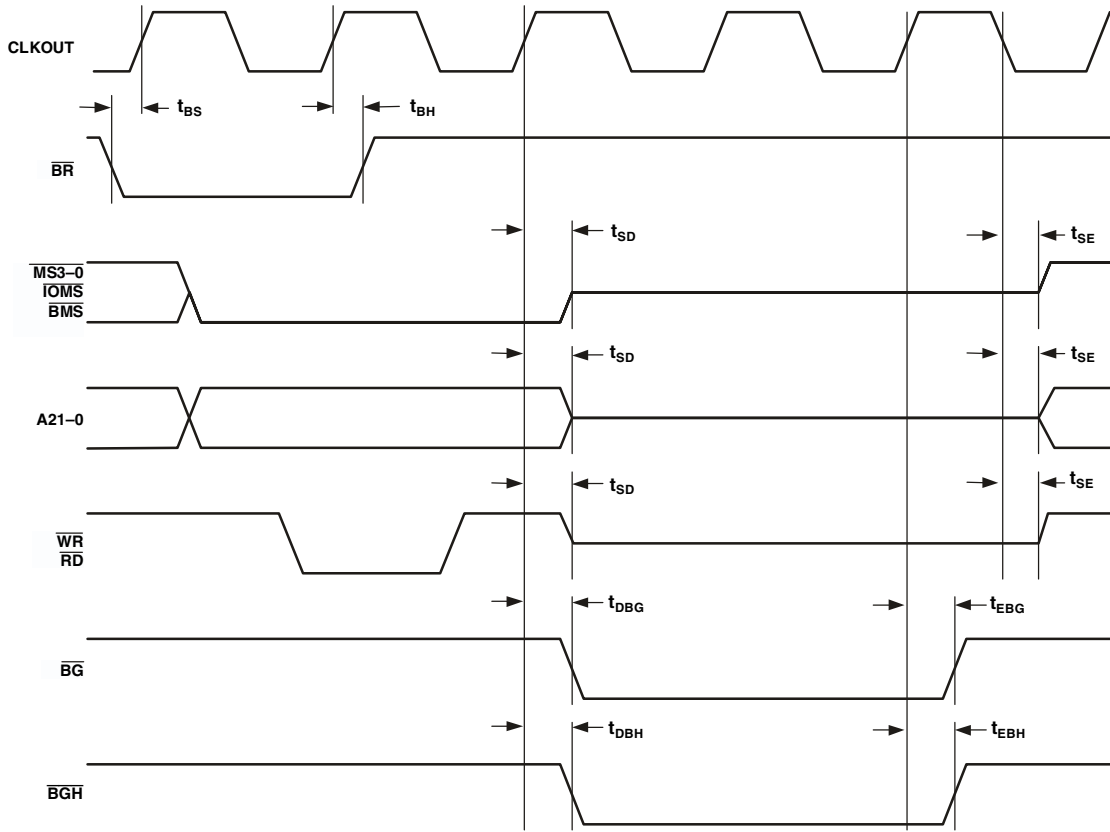 CLKOUT
tBS
tBH
BR
tSD
tSE
MS3–0
IOMS
BMS
tSD
tSE
A21–0
tSD
tSE
WR
RD
tDBG
tEBG
BG
tDBH
tEBH
BGH